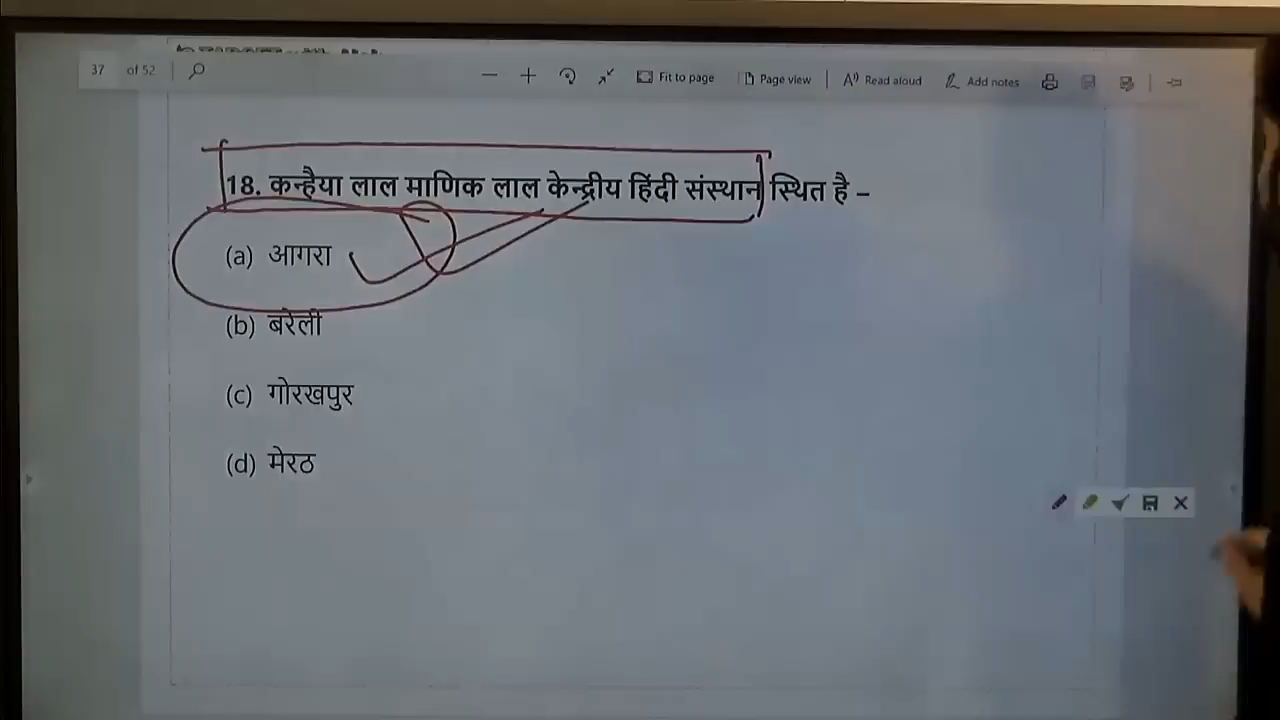 37 of 52 Fit to page Page view Read aloud Add notes
18. कन्हैया लाल माणिक लाल केन्द्रीय हिंदी संस्थान स्थित है –
(a) आगरा
(b) बरेली
(c) गोरखपुर
(d) मेरठ